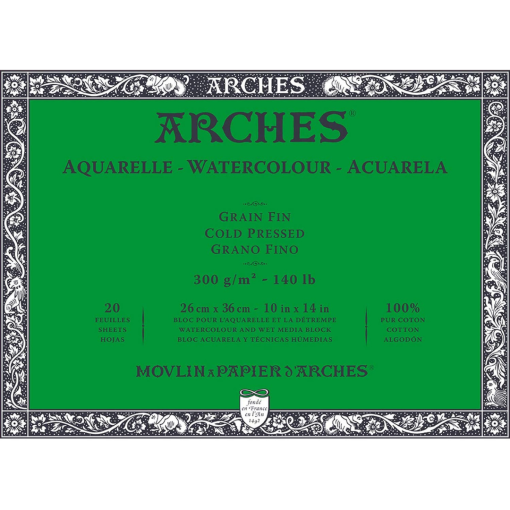 ARCHES
ARCHES®
AQUARELLE - WATERCOLOUR - ACUARELA
GRAIN FIN
COLD PRESSED
GRANO FINO
300 g/m² - 140 lb
20
FEUILLES
SHEETS
HOJAS
26 cm x 36 cm - 10 in x 14 in
BLOC POUR L'AQUARELLE ET LA DÉTREMPE
WATERCOLOUR AND WET MEDIA BLOCK
BLOC ACUARELA Y TÉCNICAS HÚMEDIAS
100%
PUR COTON
COTTON
ALGODÓN
MOVLIN A PAPIER D'ARCHES®
fondé
en France
en l'An
1492